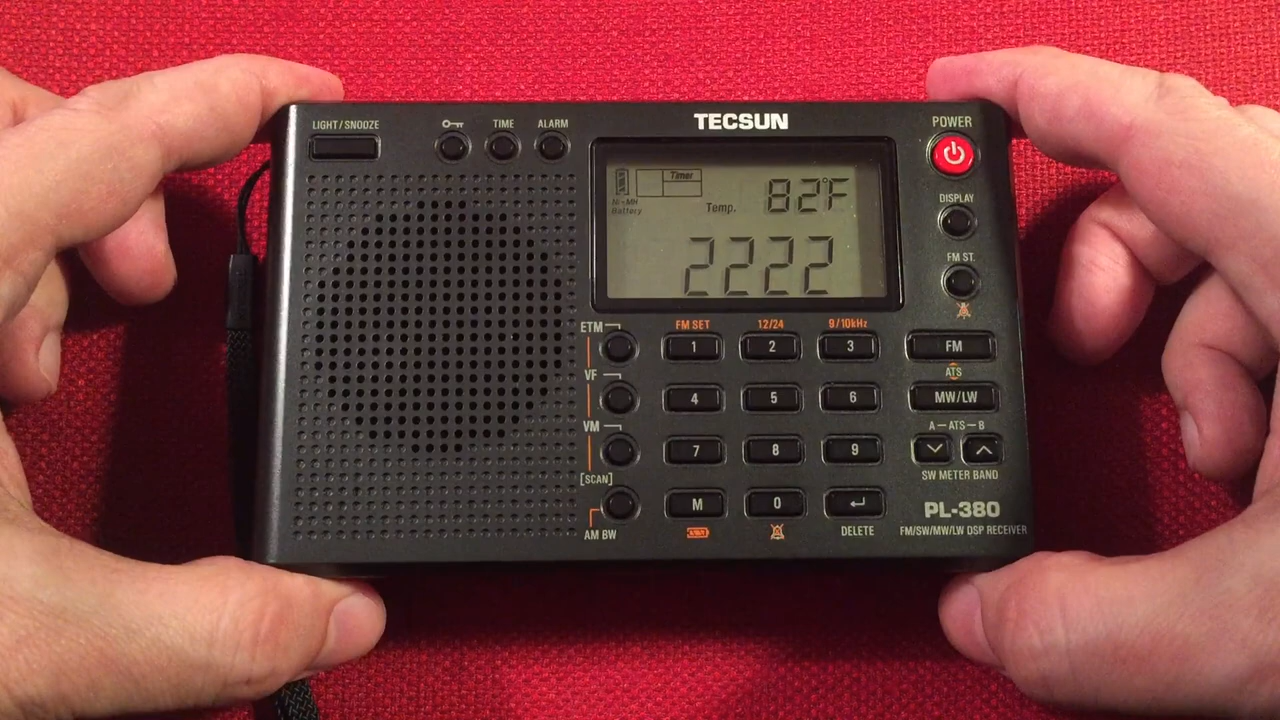 TECSUN
POWER
LIGHT/SNOOZE
TIME
ALARM
Timer
82°F
Ni-MH
Battery
Temp.
2222
DISPLAY
FM ST.
ETM
FM SET
12/24
9/10kHz
1
2
3
FM
VF
ATS
4
5
6
MW/LW
VM
A-ATS-B
7
8
9
[SCAN]
SW METER BAND
M
0
PL-380
AM BW
DELETE
FM/SW/MW/LW DSP RECEIVER